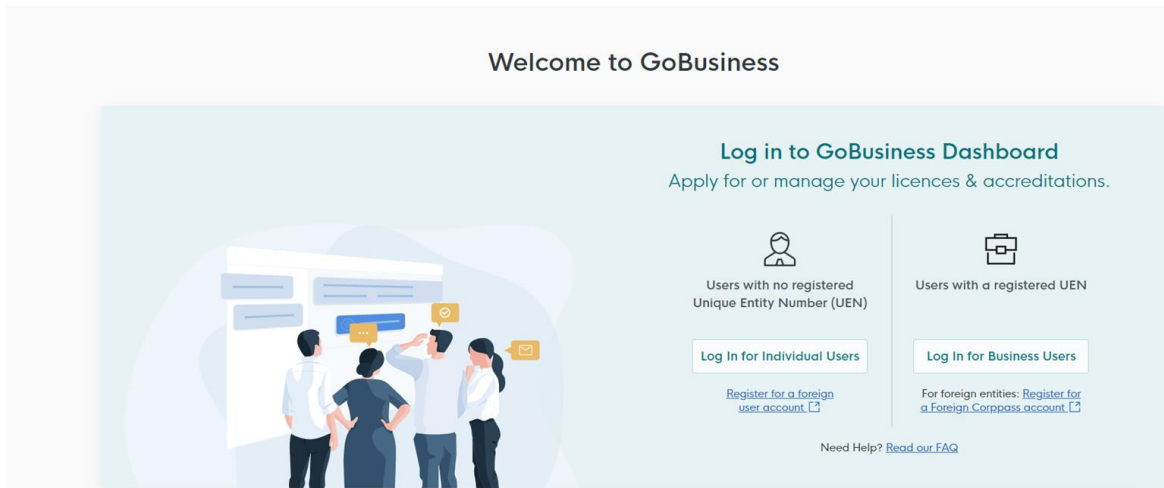 Welcome to GoBusiness
Log in to GoBusiness Dashboard
Apply for or manage your licences & accreditations.
Users with no registered
Unique Entity Number (UEN)
Log In for Individual Users
Register for a foreign
user account
Users with a registered UEN
Log In for Business Users
For foreign entities: Register for
a Foreign Corppass account
Need Help? Read our FAQ